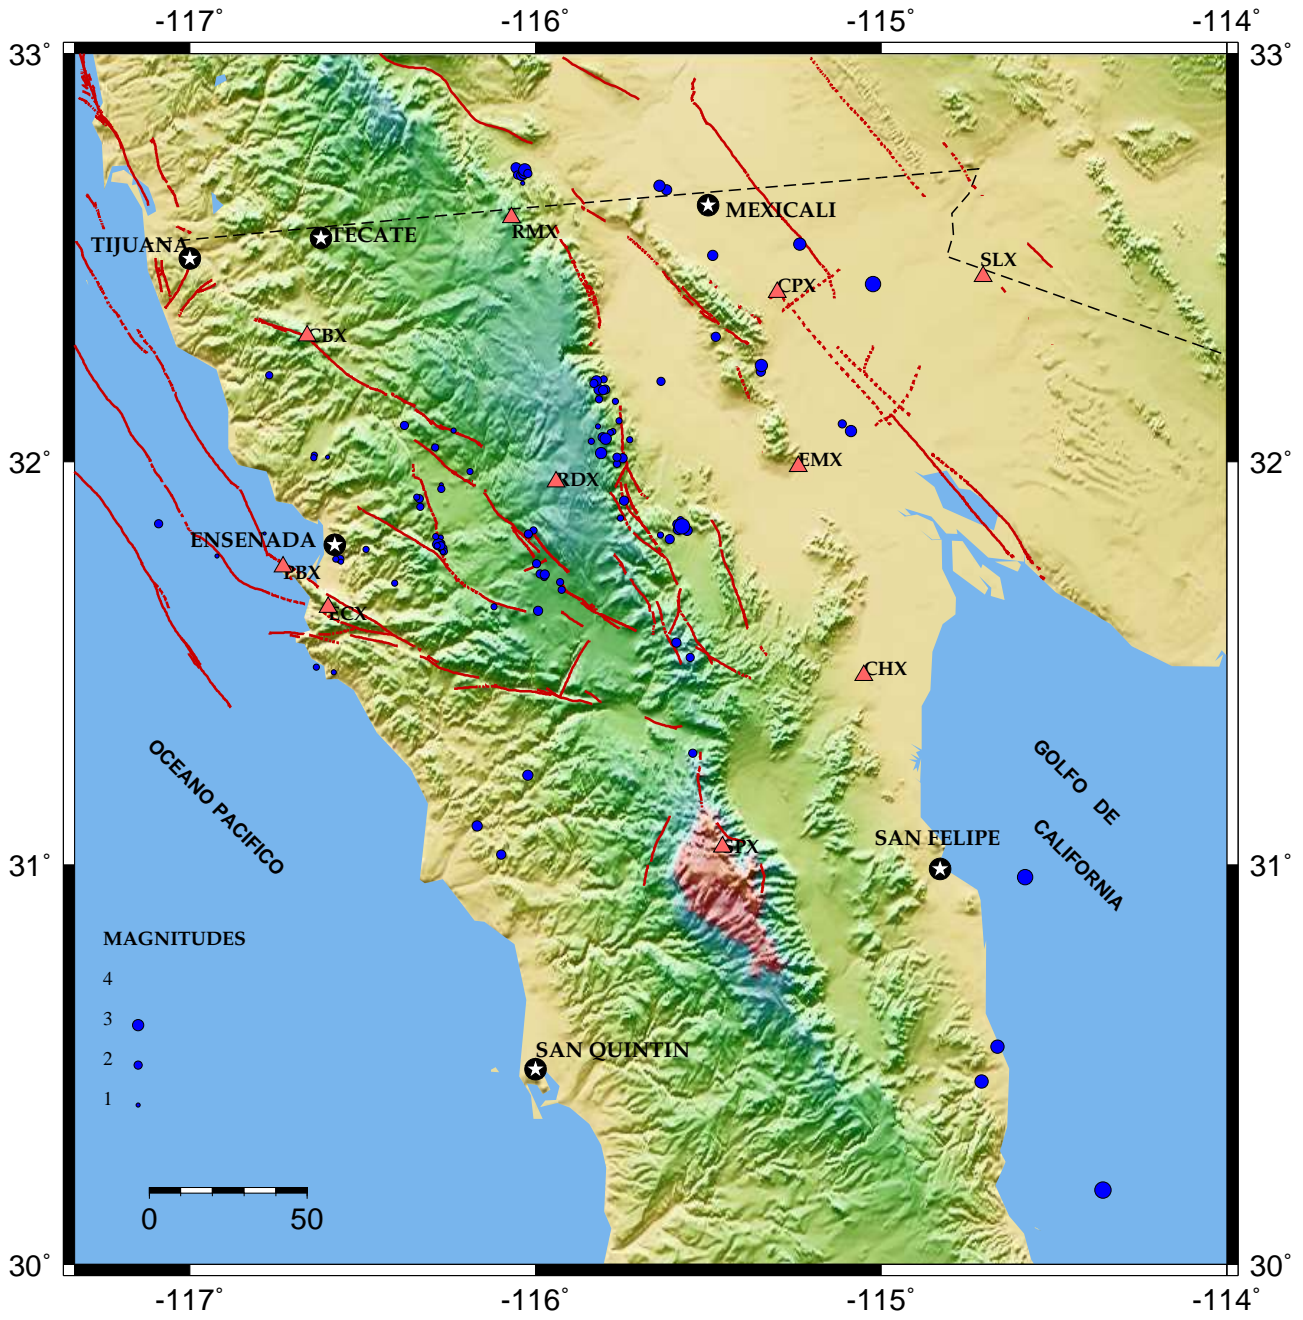 -117° -116° -115° -114°
33° 33°
MEXICALI
TECATE
RMX
TIJUANA
SLX
CPX
CBX
32° EMX 32°
RDX
ENSENADA
PBX
ECX
CHX
OCEANO PACIFICO
GOLFO DE
CALIFORNIA
SAN FELIPE
SPX
31° 31°
MAGNITUDES
4
3
2
1
SAN QUINTIN
0 50
30° 30°
-117° -116° -115° -114°